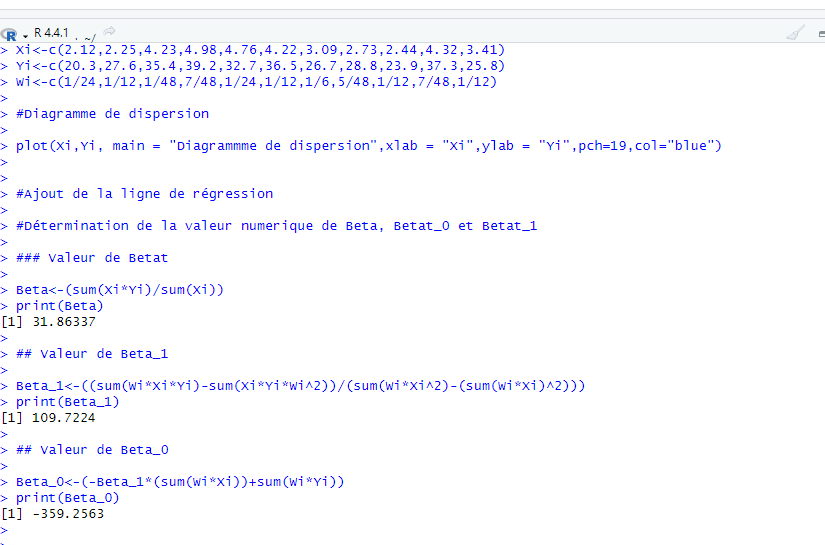 R 4.4.1 . ~/
> Xi<-c(2.12,2.25,4.23,4.98,4.76,4.22,3.09,2.73,2.44,4.32,3.41)
> Yi<-c(20.3,27.6,35.4,39.2,32.7,36.5,26.7,28.8,23.9,37.3,25.8)
> Wi<-c(1/24,1/12,1/48,7/48,1/24,1/12,1/6,5/48,1/12,7/48,1/12)
>
> #Diagramme de dispersion
>
> plot(Xi,Yi, main = "Diagrammme de dispersion",xlab = "Xi",ylab = "Yi",pch=19,col="blue")
>
>
> #Ajout de la ligne de régression
>
> #Détermination de la valeur numerique de Beta, Betat_0 et Betat_1
>
> ### Valeur de Betat
>
> Beta<-(sum(Xi*Yi)/sum(Xi))
> print(Beta)
[1] 31.86337
>
> ## Valeur de Beta_1
>
> Beta_1<-((sum(Wi*Xi*Yi)-sum(Xi*Yi*Wi^2))/(sum(Wi*Xi^2)-(sum(Wi*Xi)^2)))
> print(Beta_1)
[1] 109.7224
>
> ## Valeur de Beta_0
>
> Beta_0<-(-Beta_1*(sum(Wi*Xi))+sum(Wi*Yi))
> print(Beta_0)
[1] -359.2563
>
>